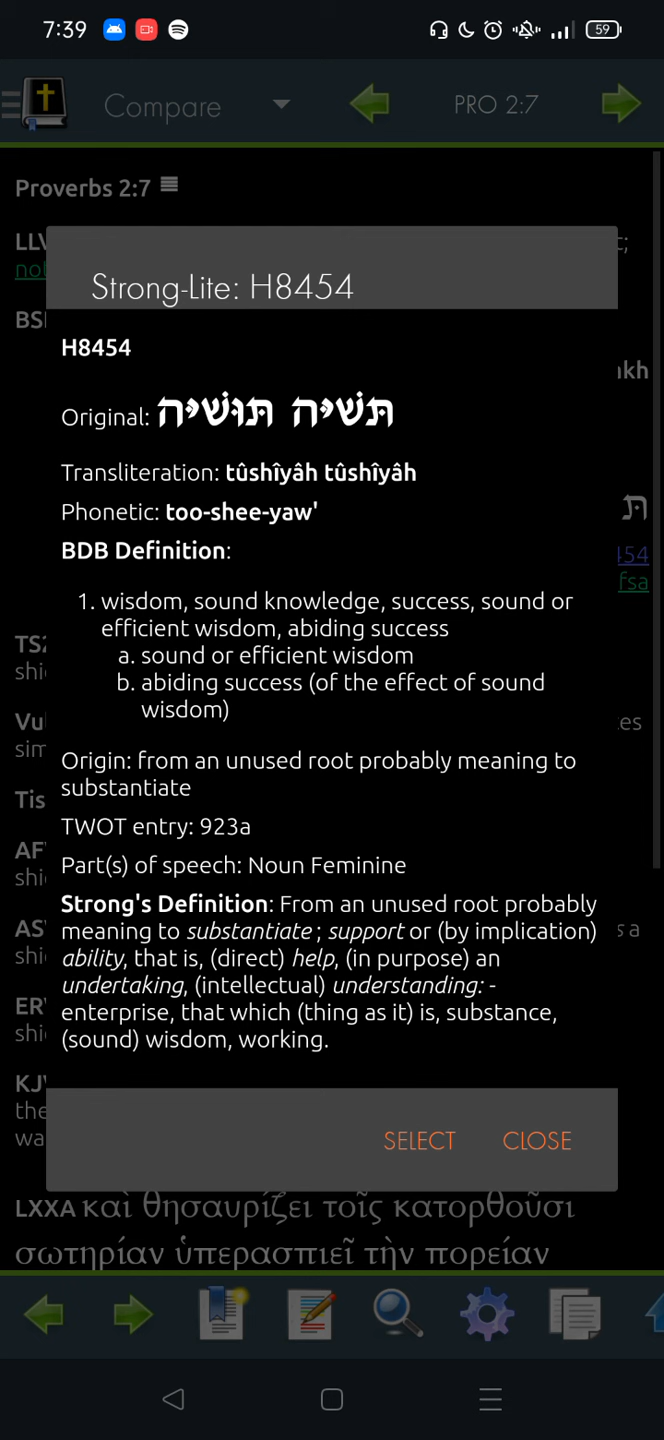 7:39
59
Compare
PRO 2:7
Proverbs 2:7
Strong-Lite: H8454
H8454
Original: תּוּשִׁיָּה תֻּשִׁיָּה
Transliteration: tûshîyâh tûshîyâh
Phonetic: too-shee-yaw'
BDB Definition:
1. wisdom, sound knowledge, success, sound or
efficient wisdom, abiding success
a. sound or efficient wisdom
b. abiding success (of the effect of sound
wisdom)
Origin: from an unused root probably meaning to
substantiate
TWOT entry: 923a
Part(s) of speech: Noun Feminine
Strong's Definition: From an unused root probably
meaning to substantiate ; support or (by implication)
ability, that is, (direct) help, (in purpose) an
undertaking, (intellectual) understanding: -
enterprise, that which (thing as it) is, substance,
(sound) wisdom, working.
SELECT CLOSE
LXXA καὶ θησαυρίζει τοῖς κατορθοῦσι
σωτηρίαν ὑπερασπιεῖ τὴν πορείαν